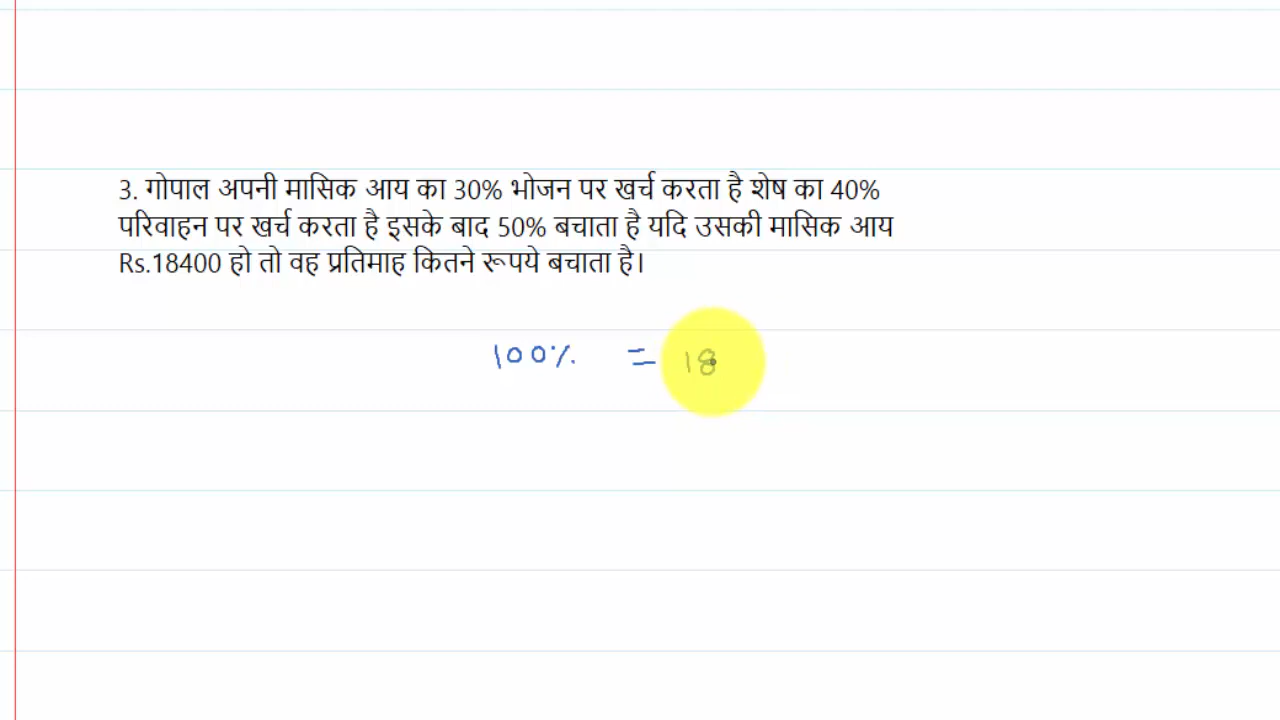 3. गोपाल अपनी मासिक आय का 30% भोजन पर खर्च करता है शेष का 40%
परिवाहन पर खर्च करता है इसके बाद 50% बचाता है यदि उसकी मासिक आय
Rs.18400 हो तो वह प्रतिमाह कितने रूपये बचाता है।
100% = 18